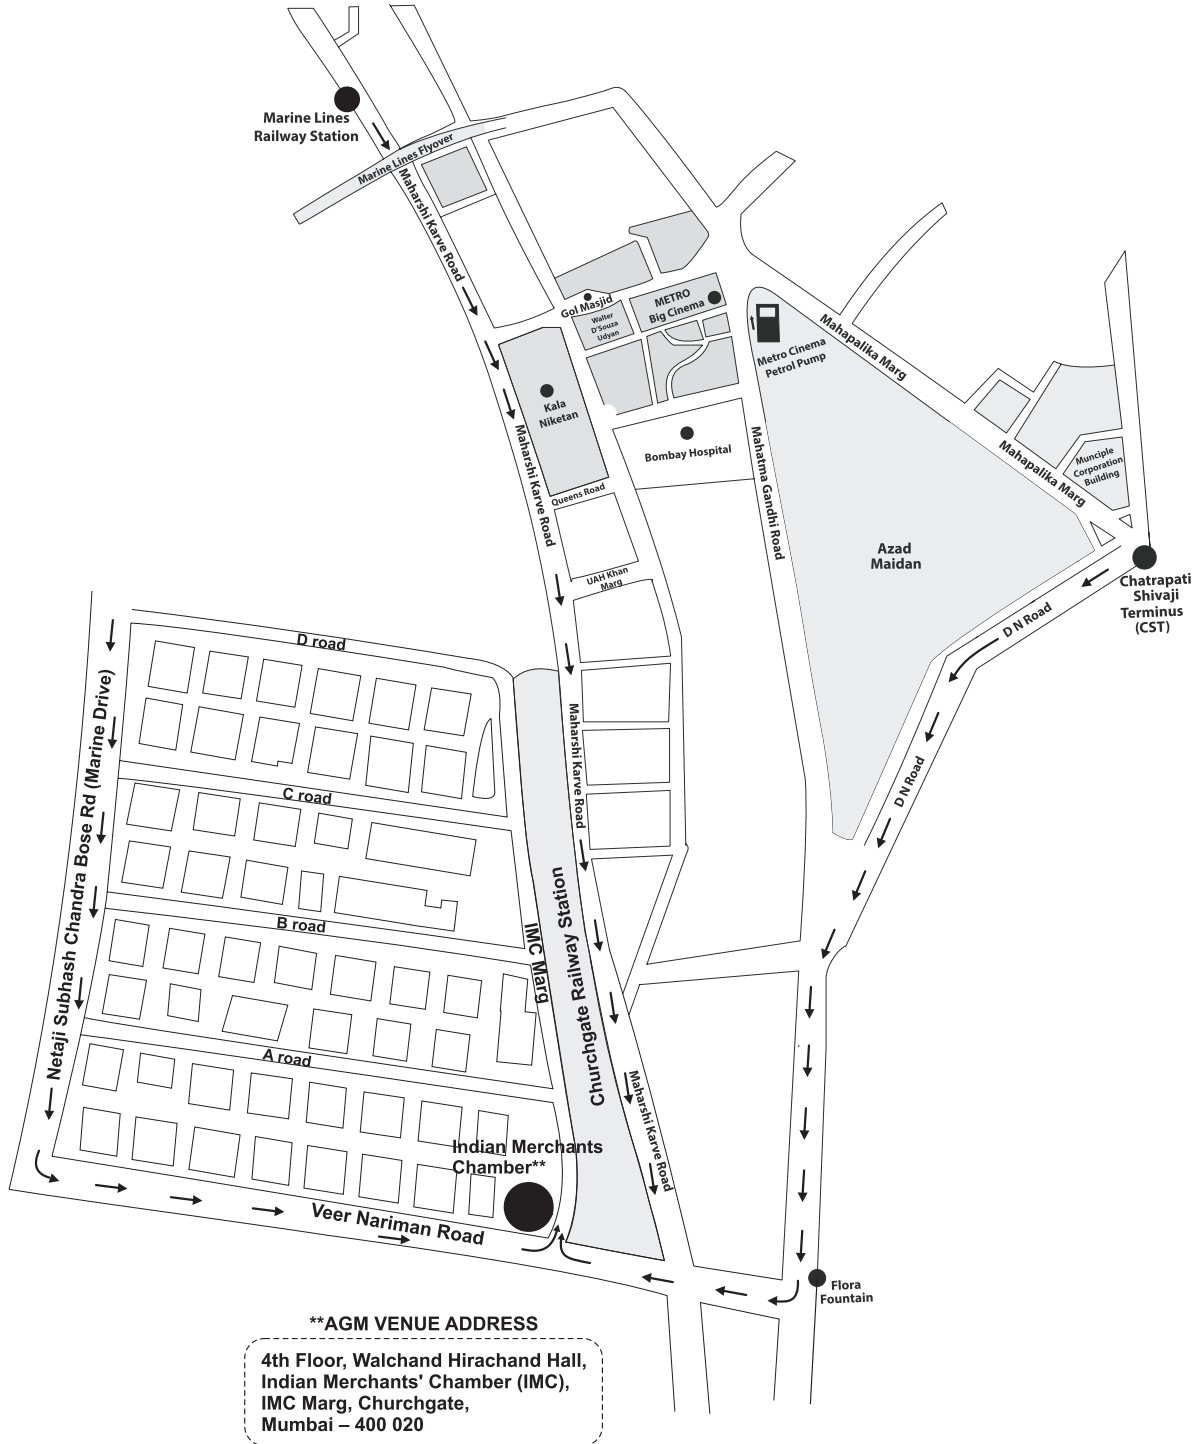 Marine Lines
Railway Station
Marine Lines Flyover
Maharshi Karve Road
Gol Masjid
Walter
D'Souza
Udyan
METRO
Big Cinema
Metro Cinema
Petrol Pump
Mahapalika Marg
Kala
Niketan
Maharshi Karve Road
Queens Road
Bombay Hospital
Mahatma Gandhi Road
Mahapalika Marg
Munciple
Corporation
Building
Azad
Maidan
UAH Khan
Marg
Chatrapati
Shivaji
Terminus
(CST)
D N Road
D road
Netaji Subhash Chandra Bose Rd (Marine Drive)
Maharshi Karve Road
D N Road
C road
B road
IMC Marg
Churchgate Railway Station
A road
Maharshi Karve Road
Indian Merchants
Chamber**
Veer Nariman Road
Flora
Fountain
**AGM VENUE ADDRESS
4th Floor, Walchand Hirachand Hall,
Indian Merchants' Chamber (IMC),
IMC Marg, Churchgate,
Mumbai – 400 020